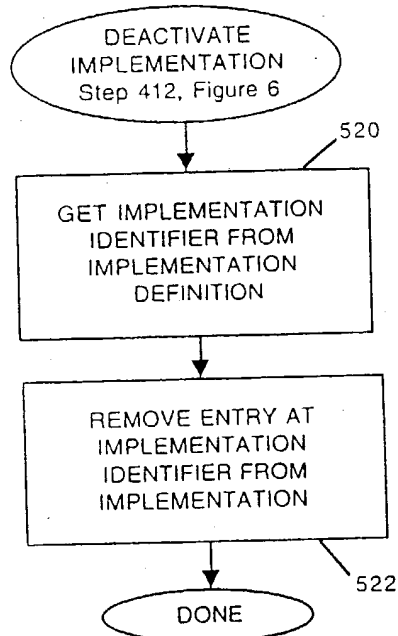 DEACTIVATE
IMPLEMENTATION
Step 412, Figure 6
520
GET IMPLEMENTATION
IDENTIFIER FROM
IMPLEMENTATION
DEFINITION
REMOVE ENTRY AT
IMPLEMENTATION
IDENTIFIER FROM
IMPLEMENTATION
522
DONE